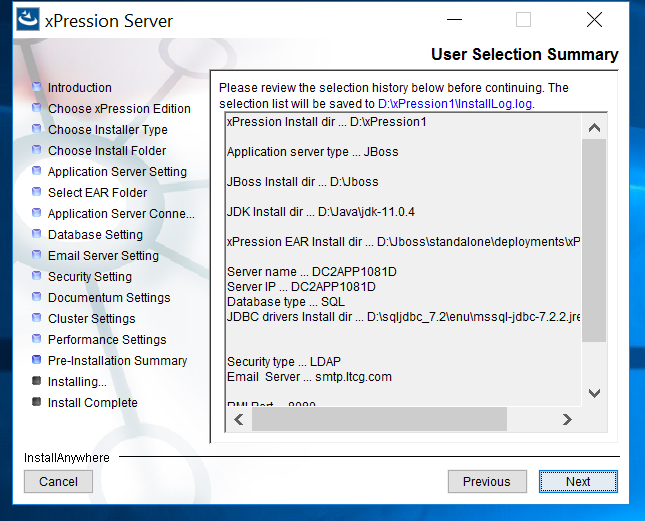 xPression Server
User Selection Summary
Introduction
Choose xPression Edition
Choose Installer Type
Choose Install Folder
Application Server Setting
Select EAR Folder
Application Server Conne...
Database Setting
Email Server Setting
Security Setting
Documentum Settings
Cluster Settings
Performance Settings
Pre-Installation Summary
Installing...
Install Complete
Please review the selection history below before continuing. The
selection list will be saved to D:\xPression1\InstallLog.log.
xPression Install dir ... D:\xPression1
Application server type ... JBoss
JBoss Install dir ... D:\Jboss
JDK Install dir ... D:\Java\jdk-11.0.4
xPression EAR Install dir ... D:\Jboss\standalone\deployments\xP
Server name ... DC2APP1081D
Server IP ... DC2APP1081D
Database type ... SQL
JDBC drivers Install dir ... D:\sqljdbc_7.2\enu\mssql-jdbc-7.2.2.jre
Security type ... LDAP
Email  Server ... smtp.ltcg.com
RMI Port ... 9080
InstallAnywhere
Cancel
Previous
Next